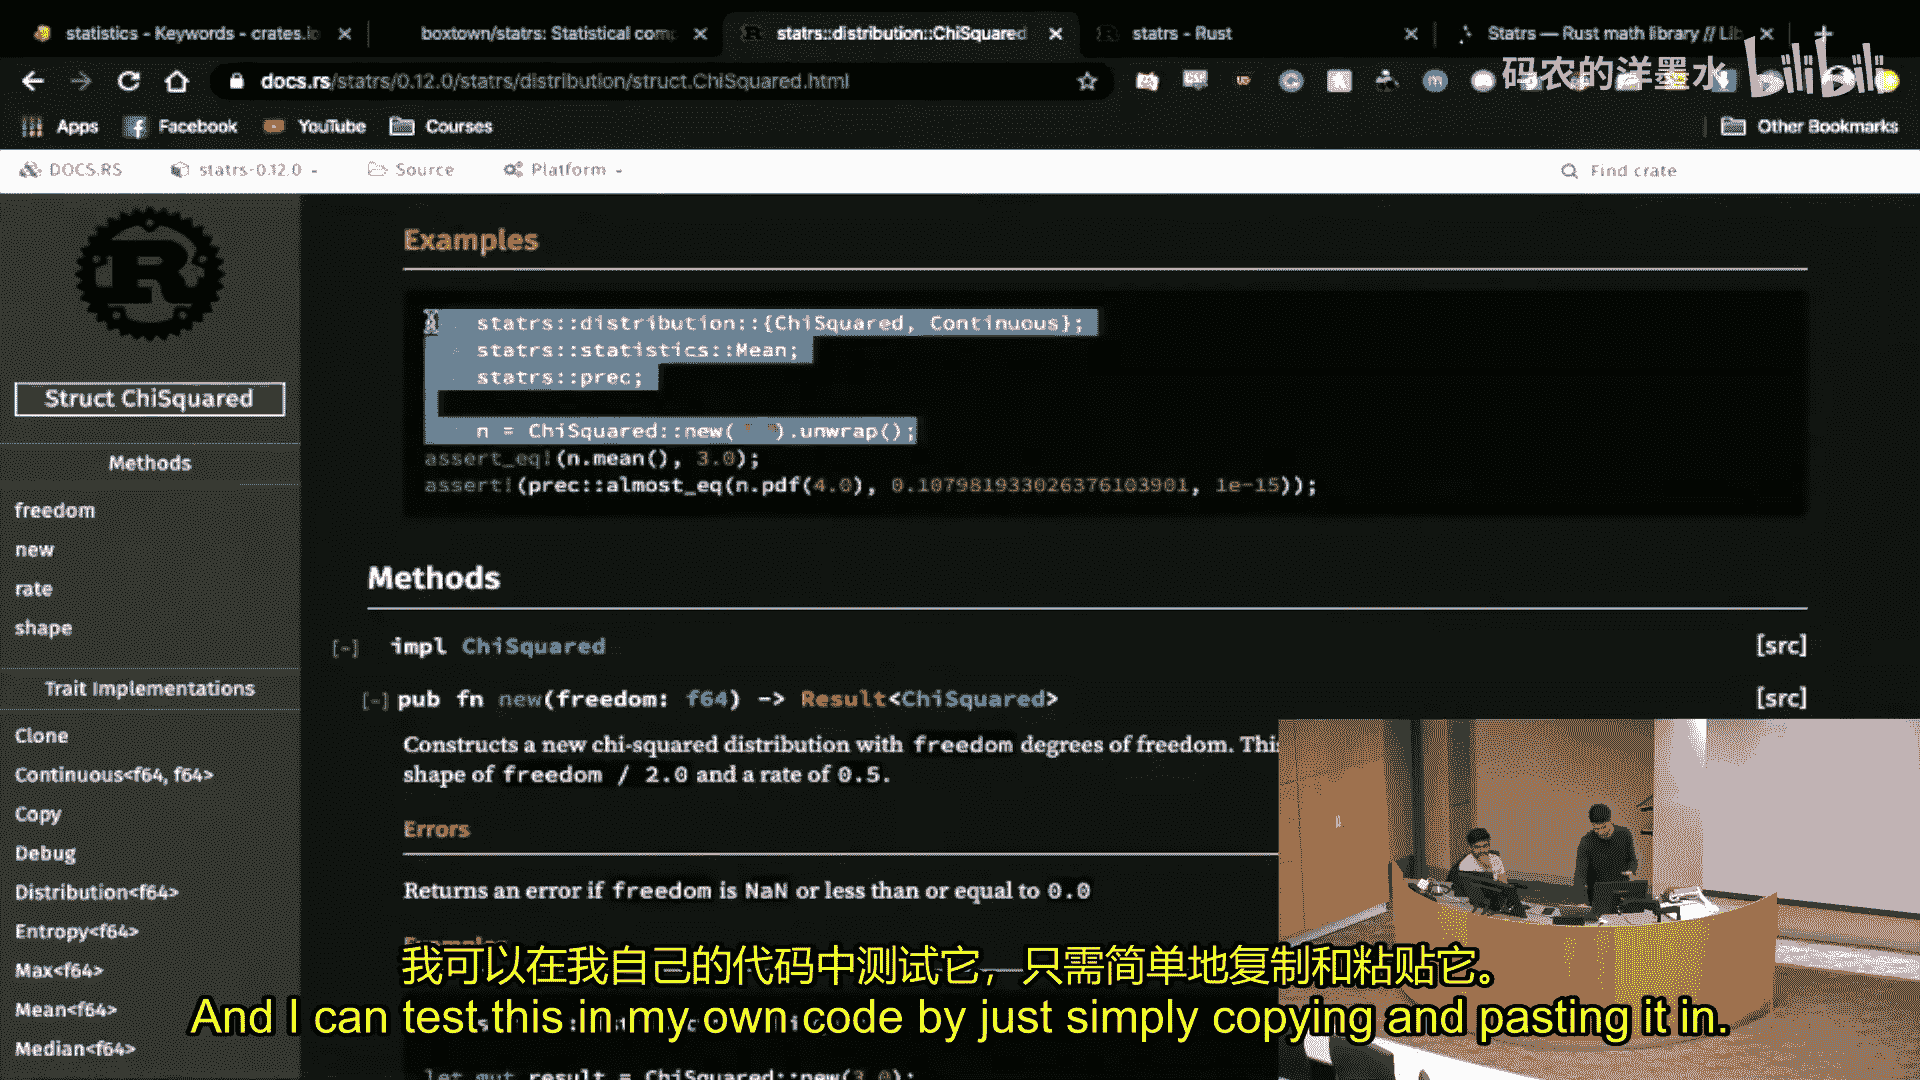 statistics - Keywords - crates.io
boxtown/statrs: Statistical com
statrs::distribution::ChiSquared
statrs - Rust
Statrs — Rust math library // Lib
码农的洋墨水 bilibili
docs.rs/statrs/0.12.0/statrs/distribution/struct.ChiSquared.html
Apps
Facebook
YouTube
Courses
Other Bookmarks
DOCS.RS
statrs-0.12.0
Source
Platform
Find crate
Struct ChiSquared
Methods
freedom
new
rate
shape
Trait Implementations
Clone
Continuous<f64, f64>
Copy
Debug
Distribution<f64>
Entropy<f64>
Max<f64>
Mean<f64>
Median<f64>
Examples
statrs::distribution::{ChiSquared, Continuous};
statrs::statistics::Mean;
statrs::prec;
n = ChiSquared::new( ).unwrap();
assert_eq!(n.mean(), 3.0);
assert!(prec::almost_eq(n.pdf(4.0), 0.107981933026376103901, 1e-15));
Methods
[-] impl ChiSquared [src]
[-] pub fn new(freedom: f64) -> Result<ChiSquared> [src]
Constructs a new chi-squared distribution with freedom degrees of freedom. This
shape of freedom / 2.0 and a rate of 0.5.
Errors
Returns an error if freedom is NaN or less than or equal to 0.0
我可以在我自己的代码中测试它，只需简单地复制和粘贴它。
And I can test this in my own code by just simply copying and pasting it in.
let mut result = ChiSquared::new(3.0);